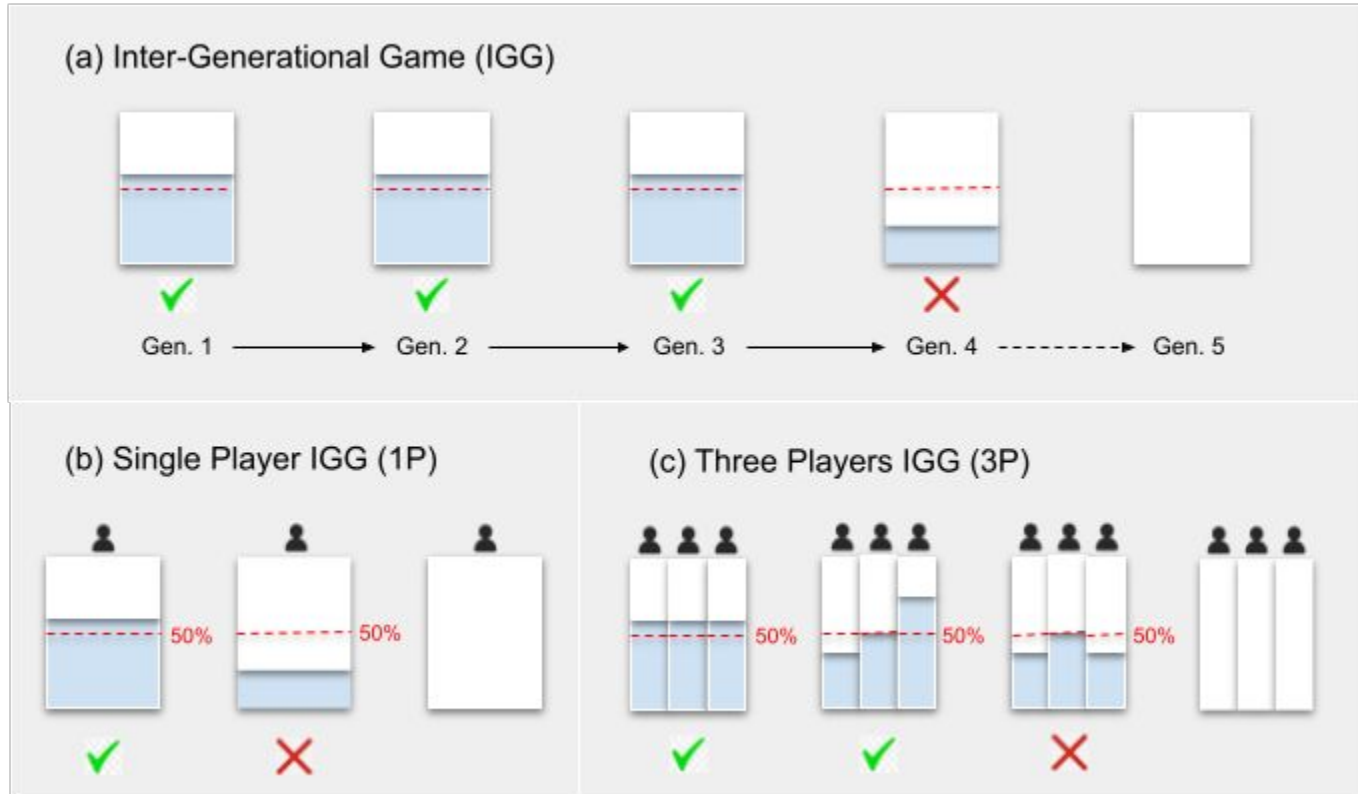 (a) Inter-Generational Game (IGG)
Gen. 1
Gen. 2
Gen. 3
Gen. 4
Gen. 5
(b) Single Player IGG (1P)
50%
50%
(c) Three Players IGG (3P)
50%
50%
50%